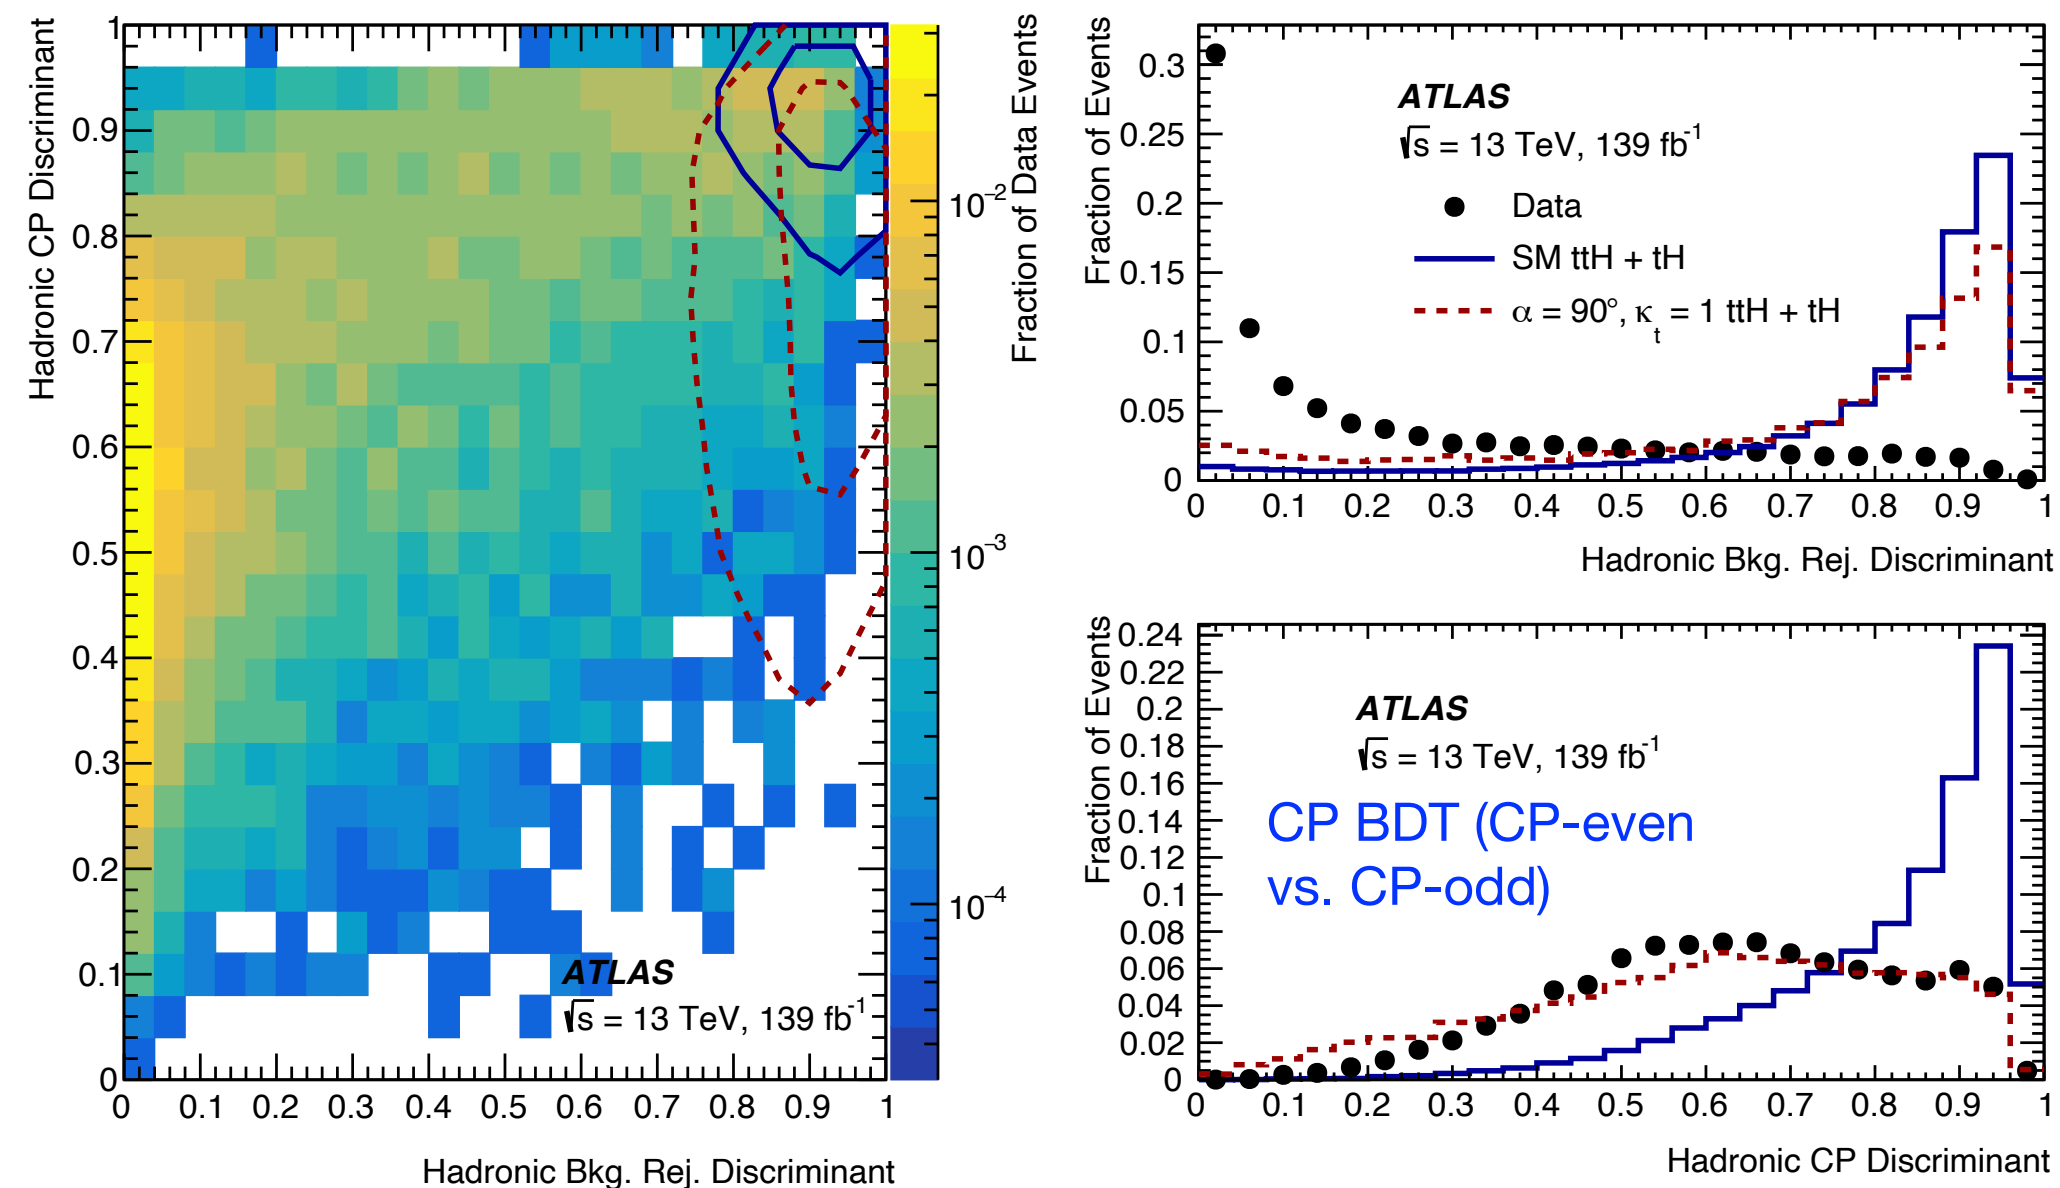 Hadronic CP Discriminant
1
0.9
0.8
0.7
0.6
0.5
0.4
0.3
0.2
0.1
0
0 0.1 0.2 0.3 0.4 0.5 0.6 0.7 0.8 0.9 1
Hadronic Bkg. Rej. Discriminant
ATLAS
√s = 13 TeV, 139 fb⁻¹
10⁻²
10⁻³
10⁻⁴
Fraction of Data Events
Fraction of Events
0.3
0.25
0.2
0.15
0.1
0.05
0
ATLAS
√s = 13 TeV, 139 fb⁻¹
Data
SM ttH + tH
α = 90°, κₜ = 1 ttH + tH
0 0.1 0.2 0.3 0.4 0.5 0.6 0.7 0.8 0.9 1
Hadronic Bkg. Rej. Discriminant
Fraction of Events
0.24
0.22
0.2
0.18
0.16
0.14
0.12
0.1
0.08
0.06
0.04
0.02
0
ATLAS
√s = 13 TeV, 139 fb⁻¹
CP BDT (CP-even
vs. CP-odd)
0 0.1 0.2 0.3 0.4 0.5 0.6 0.7 0.8 0.9 1
Hadronic CP Discriminant